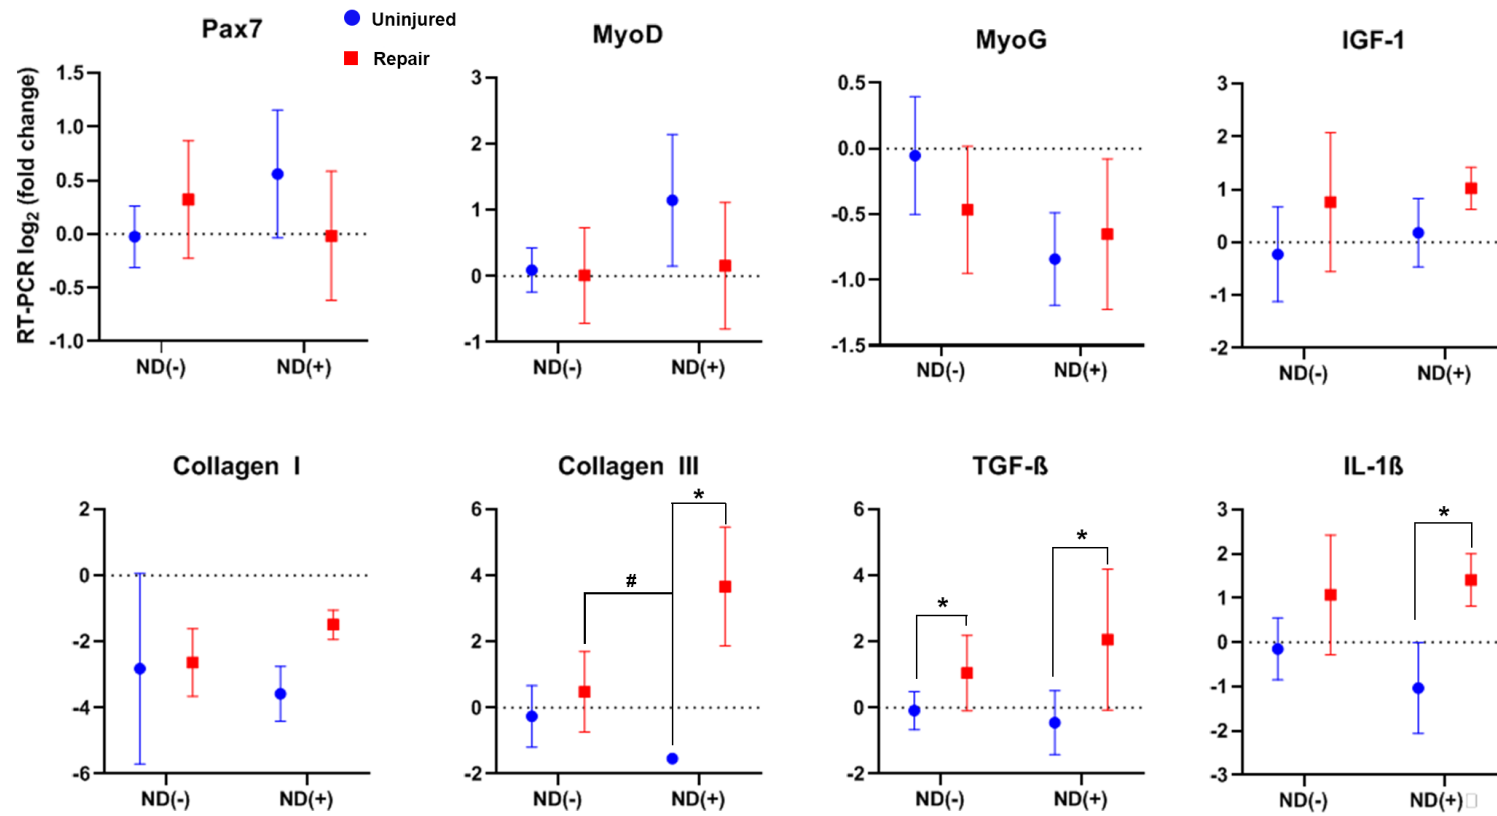 Pax7
Uninjured
Repair
MyoD
MyoG
IGF-1
RT-PCR log2 (fold change)
1.5
1.0
0.5
0.0
-0.5
-1.0
ND(-) ND(+)
3
2
1
0
-1
ND(-) ND(+)
0.5
0.0
-0.5
-1.0
-1.5
ND(-) ND(+)
3
2
1
0
-1
-2
ND(-) ND(+)
Collagen I
2
0
-2
-4
-6
ND(-) ND(+)
Collagen III
6
4
2
0
-2
#
*
ND(-) ND(+)
TGF-ß
6
4
2
0
-2
*
*
ND(-) ND(+)
IL-1ß
3
2
1
0
-1
-2
-3
*
ND(-) ND(+)